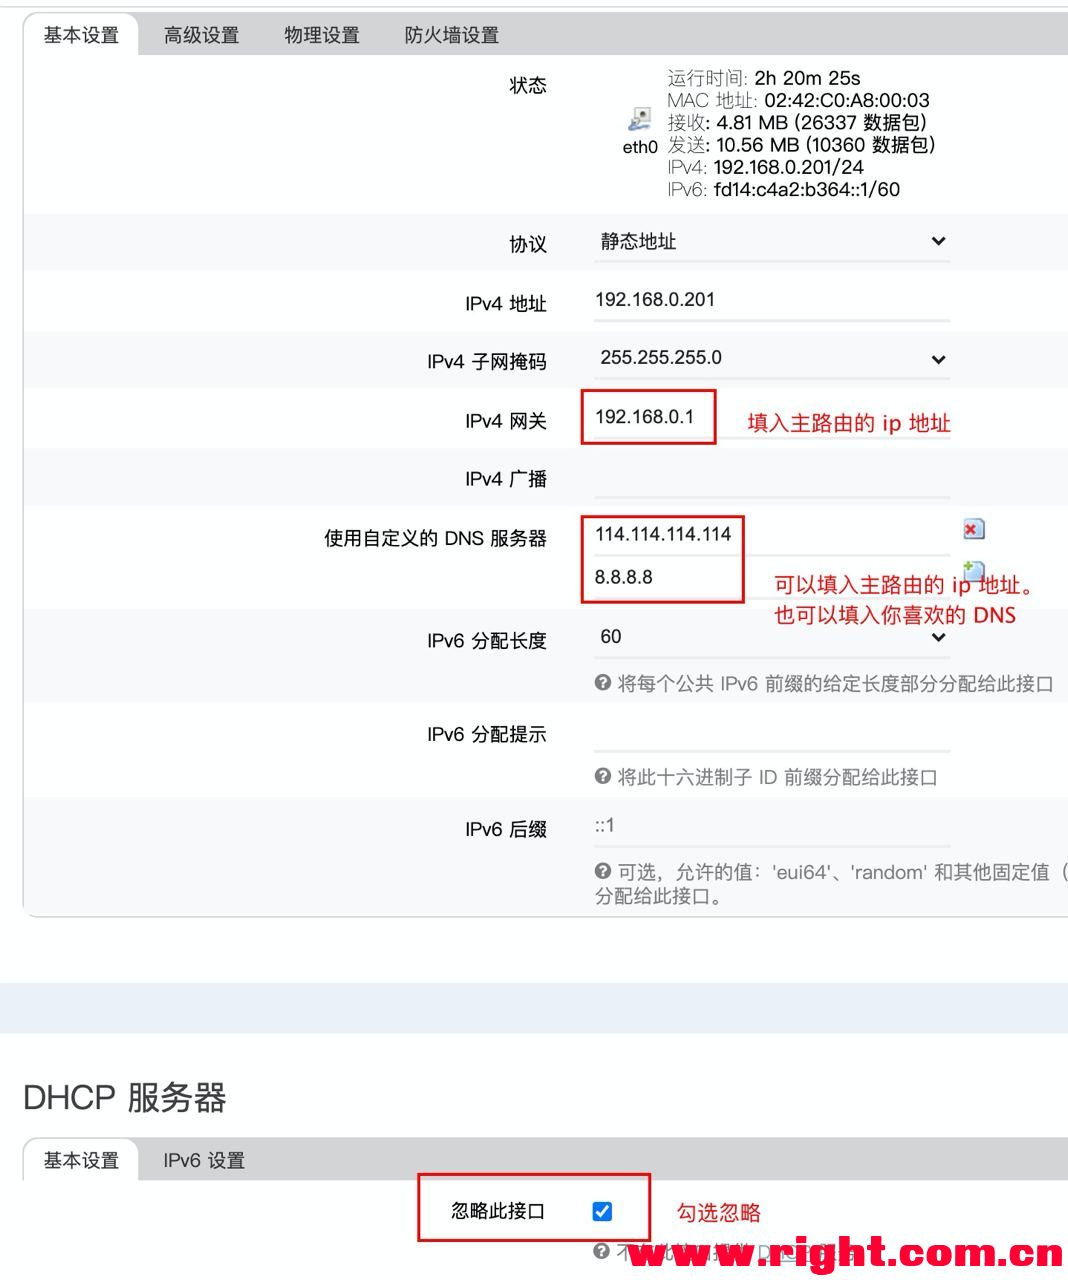 基本设置 高级设置 物理设置 防火墙设置
状态
运行时间: 2h 20m 25s
MAC 地址: 02:42:C0:A8:00:03
接收: 4.81 MB (26337 数据包)
发送: 10.56 MB (10360 数据包)
IPv4: 192.168.0.201/24
IPv6: fd14:c4a2:b364::1/60
eth0
协议 静态地址
IPv4 地址 192.168.0.201
IPv4 子网掩码 255.255.255.0
IPv4 网关 192.168.0.1 填入主路由的 ip 地址
IPv4 广播
使用自定义的 DNS 服务器 114.114.114.114
8.8.8.8
可以填入主路由的 ip 地址。
也可以填入你喜欢的 DNS
IPv6 分配长度 60
将每个公共 IPv6 前缀的给定长度部分分配给此接口
IPv6 分配提示
将此十六进制子 ID 前缀分配给此接口
IPv6 后缀 ::1
可选，允许的值：'eui64'、'random' 和其他固定值（
分配给此接口。
DHCP 服务器
基本设置 IPv6 设置
忽略此接口 勾选忽略
www.right.com.cn